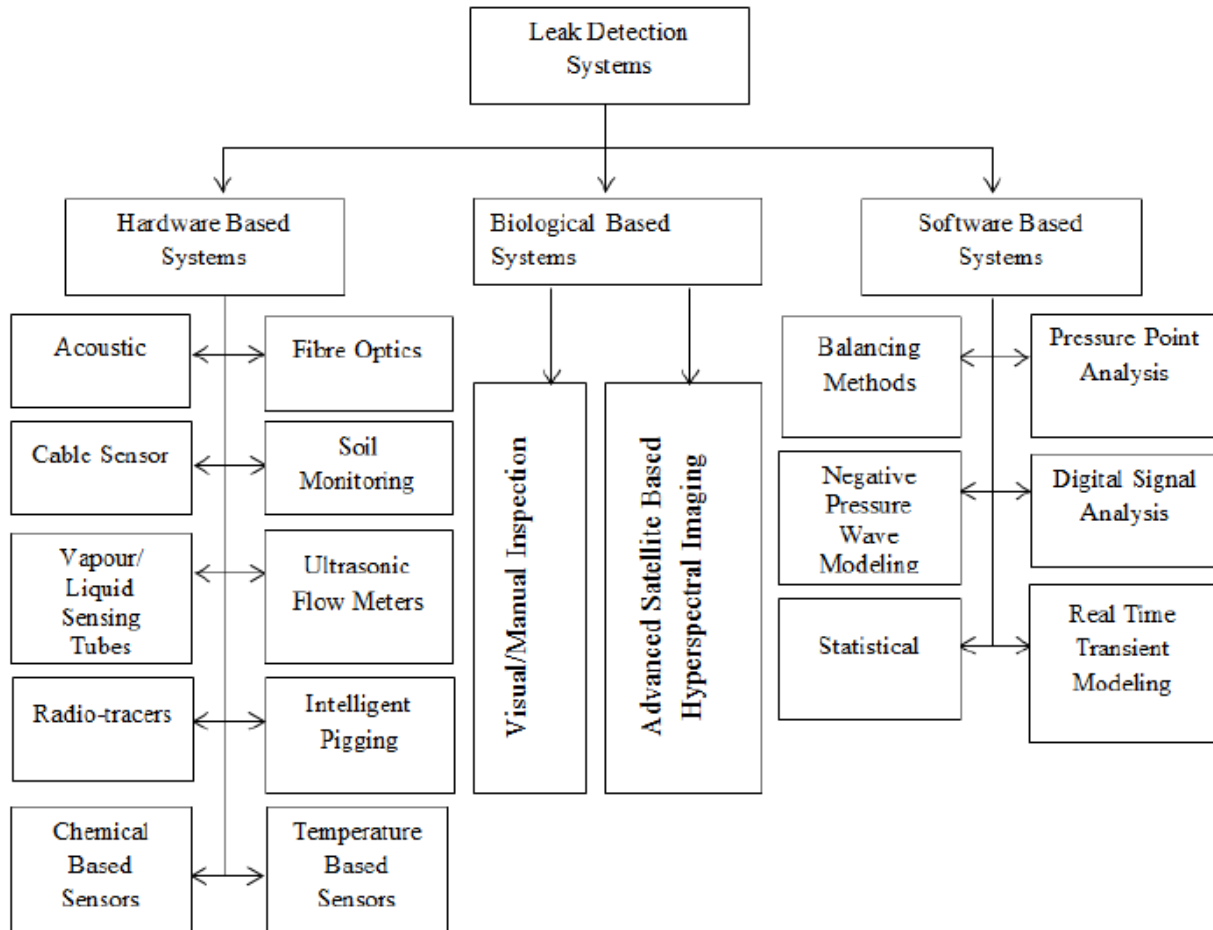 Leak Detection
Systems
Hardware Based
Systems
Biological Based
Systems
Software Based
Systems
Acoustic
Fibre Optics
Cable Sensor
Soil
Monitoring
Vapour/
Liquid
Sensing
Tubes
Ultrasonic
Flow Meters
Radio-tracers
Intelligent
Pigging
Chemical
Based
Sensors
Temperature
Based
Sensors
Visual/Manual Inspection
Advanced Satellite Based
Hyperspectral Imaging
Balancing
Methods
Pressure Point
Analysis
Negative
Pressure
Wave
Modeling
Digital Signal
Analysis
Statistical
Real Time
Transient
Modeling